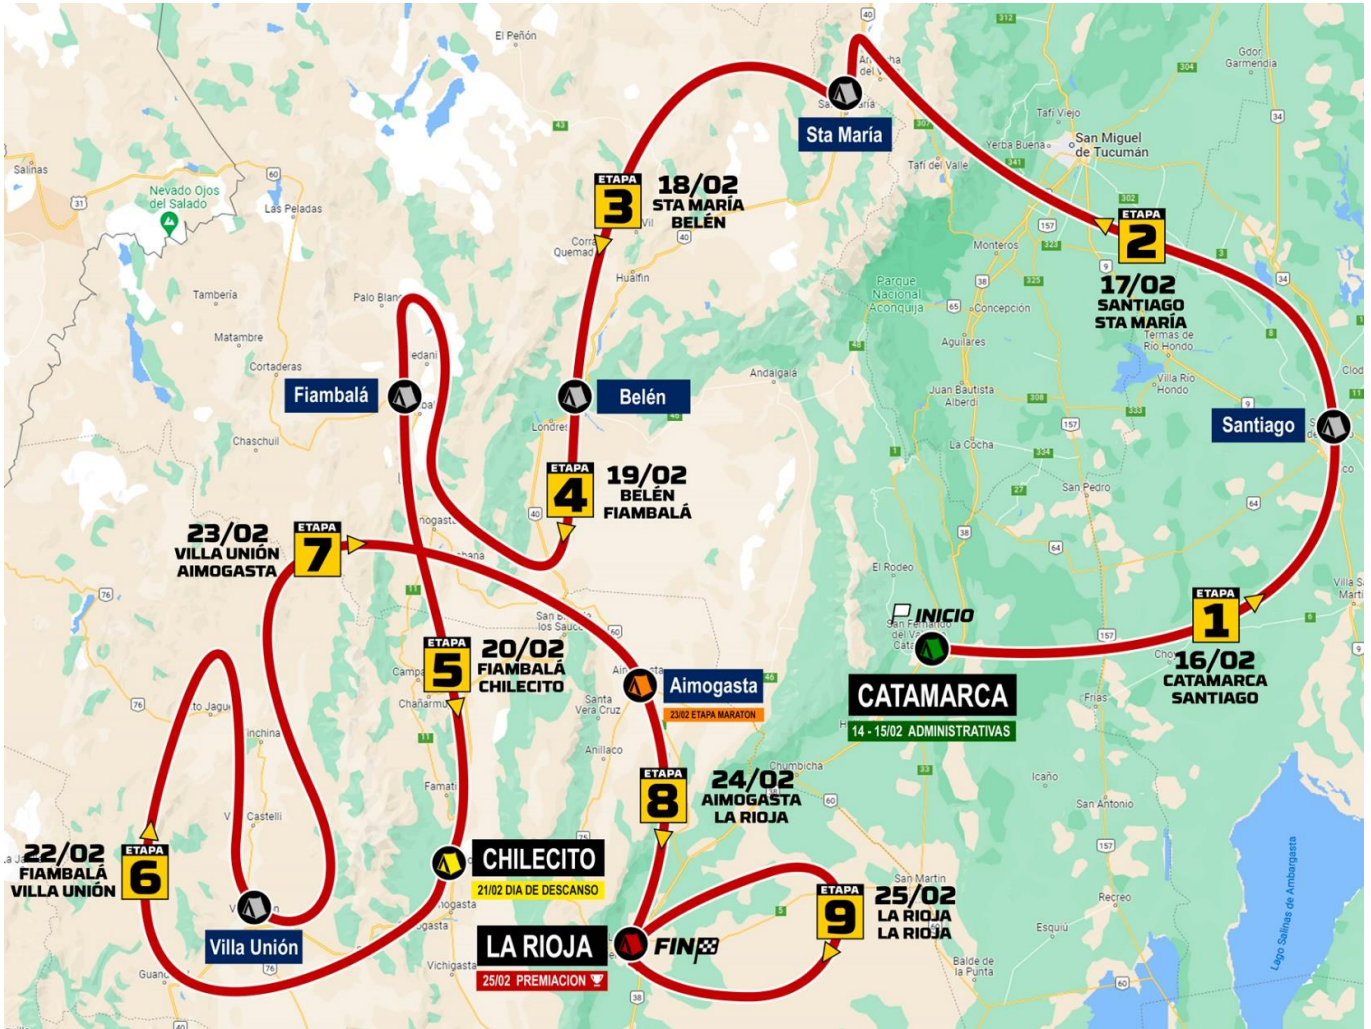 El Peñón
Salinas
Nevado Ojos
del Salado
Las Peladas
Tambería
Palo Blanco
Matambre
Cortaderas
Chaschuil
Gdor
Garmendia
Tafí Viejo
San Miguel
de Tucumán
Yerba Buena
Tafí del Valle
Sta María
ETAPA
3
18/02
STA MARÍA
BELÉN
Hualfin
ETAPA
2
17/02
SANTIAGO
STA MARÍA
Monteros
Parque
Nacional
Aconquija
Concepción
Aguilares
Termas de
Río Hondo
Villa Río
Hondo
Juan Bautista
Alberdi
Andalgalá
La Cocha
San Pedro
Santiago
Fiambalá
Belén
Londres
ETAPA
4
19/02
BELÉN
FIAMBALÁ
23/02
VILLA UNIÓN
AIMOGASTA
ETAPA
7
El Rodeo
INICIO
San Fernando
del Valle
CATAMARCA
14 - 15/02 ADMINISTRATIVAS
ETAPA
1
16/02
CATAMARCA
SANTIAGO
Frías
ETAPA
5
20/02
FIAMBALÁ
CHILECITO
Aimogasta
23/02 ETAPA MARATON
Santa
Vera Cruz
Anillaco
Famati
Chumbicha
Icaño
San Antonio
ETAPA
8
24/02
AIMOGASTA
LA RIOJA
22/02
FIAMBALÁ
VILLA UNIÓN
ETAPA
6
Villa Unión
CHILECITO
21/02 DIA DE DESCANSO
Vichigasta
LA RIOJA
25/02 PREMIACION
FIN
ETAPA
9
25/02
LA RIOJA
LA RIOJA
San Martin
Recreo
Esquiú
Balde de
la Punta
Lago Salinas de Ambargasta